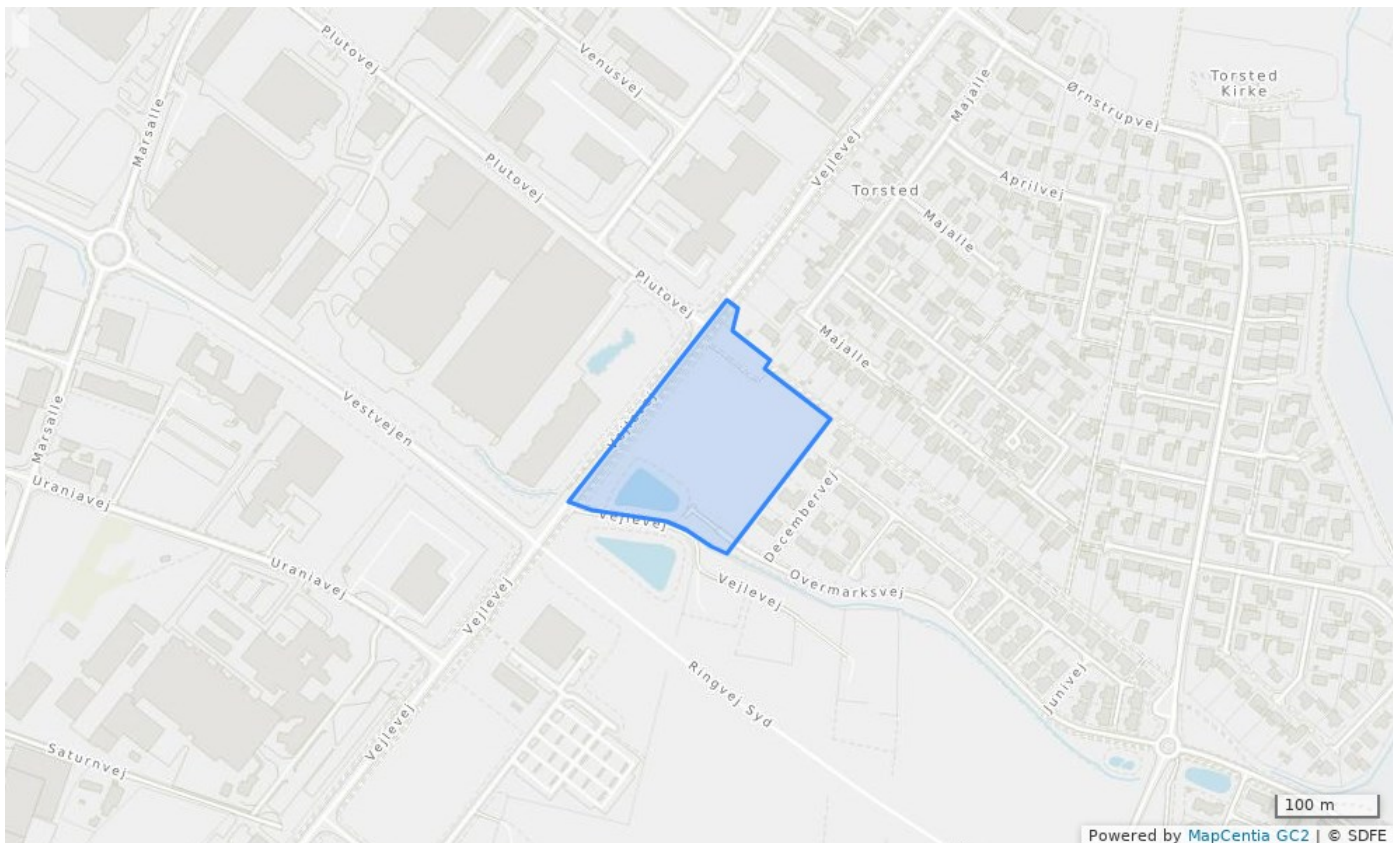 Plutovej
Venusvej
Marsalle
Majalle
Ørnstrupvej
Torsted
Kirke
Plutovej
Vejlevej
Torsted
Aprilvej
Majalle
Plutovej
Majalle
Vejlevej
Marsalle
Vestvejen
Uraniavej
Vejlevej
Decembervej
Uraniavej
Vejlevej
Vejlevej
Overmarksvej
Ringvej Syd
Junivej
Vejlevej
Saturnvej
100 m
Powered by MapCentia GC2 | © SDFE